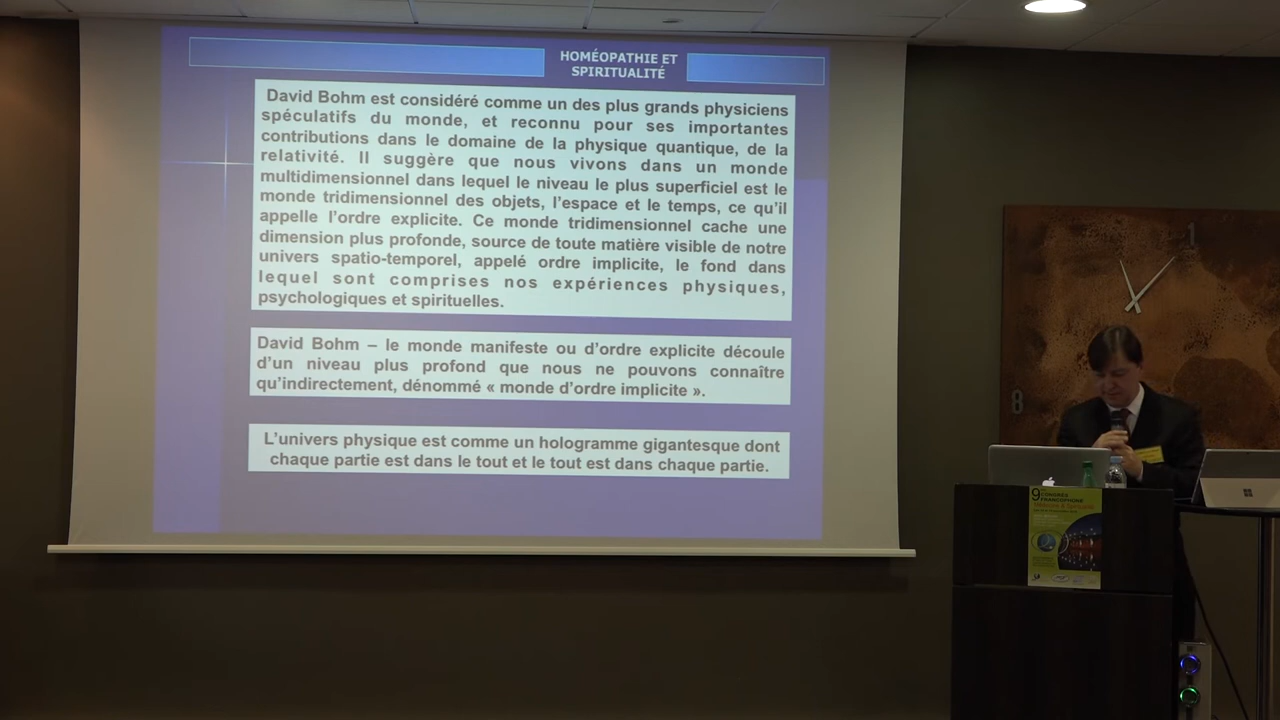 HOMÉOPATHIE ET
SPIRITUALITÉ
David Bohm est considéré comme un des plus grands physiciens
spéculatifs du monde, et reconnu pour ses importantes
contributions dans le domaine de la physique quantique, de la
relativité. Il suggère que nous vivons dans un monde
multidimensionnel dans lequel le niveau le plus superficiel est le
monde tridimensionnel des objets, l’espace et le temps, ce qu’il
appelle l’ordre explicite. Ce monde tridimensionnel cache une
dimension plus profonde, source de toute matière visible de notre
univers spatio-temporel, appelé ordre implicite, le fond dans
lequel sont comprises nos expériences physiques,
psychologiques et spirituelles.
David Bohm – le monde manifeste ou d’ordre explicite découle
d’un niveau plus profond que nous ne pouvons connaître
qu’indirectement, dénommé « monde d’ordre implicite ».
L’univers physique est comme un hologramme gigantesque dont
chaque partie est dans le tout et le tout est dans chaque partie.
1
8
9
CONGRÈS
FRANCOPHONE